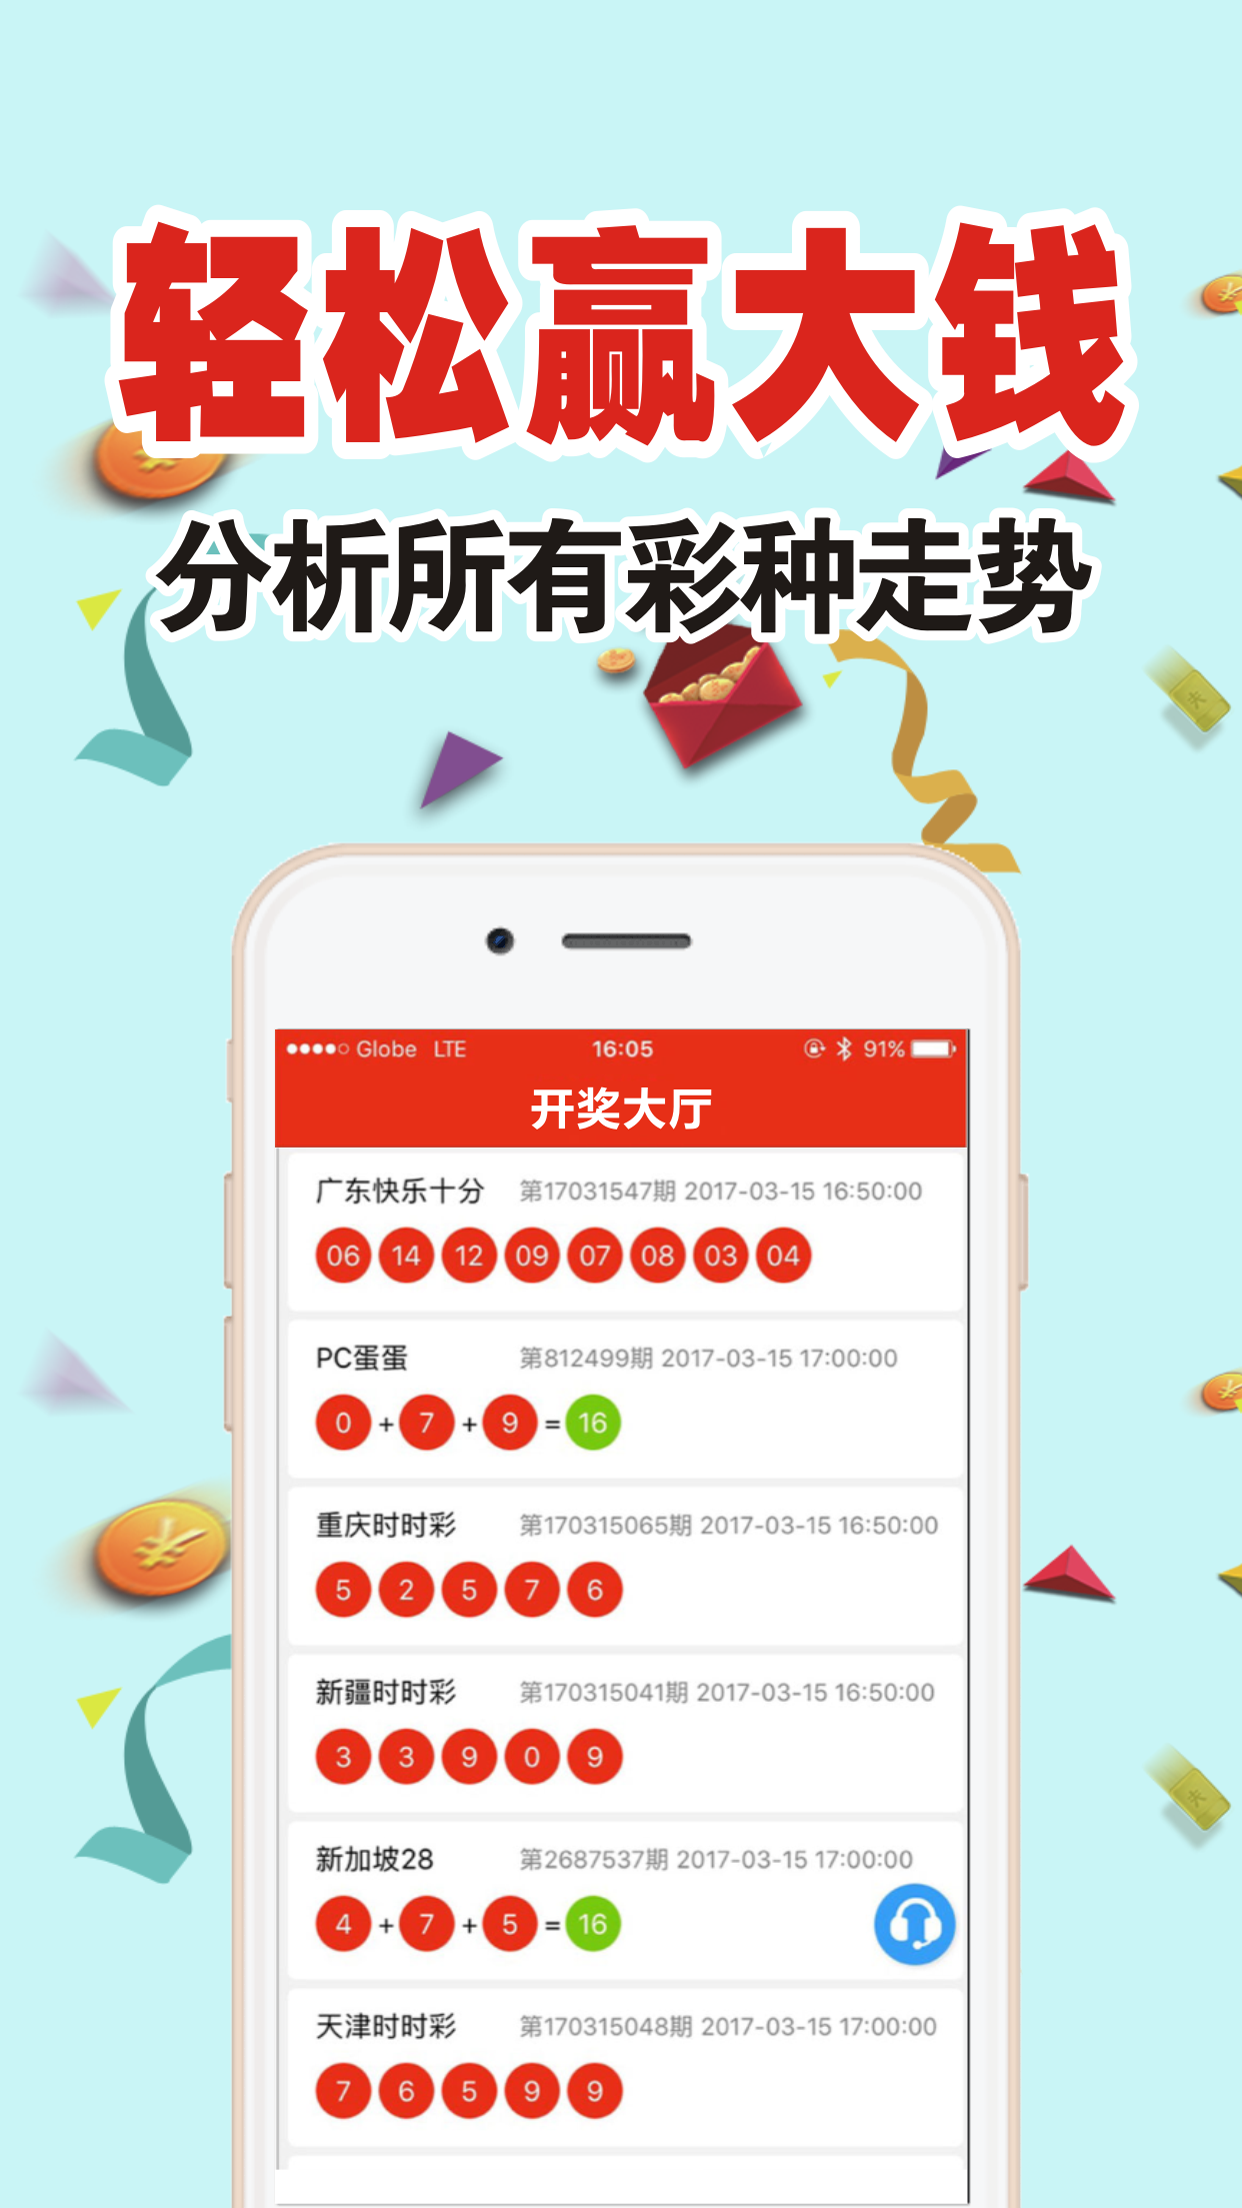 轻松赢大钱
分析所有彩种走势
Globe LTE 16:05 91%
开奖大厅
广东快乐十分 第17031547期 2017-03-15 16:50:00
06 14 12 09 07 08 03 04
PC蛋蛋 第812499期 2017-03-15 17:00:00
0 + 7 + 9 = 16
重庆时时彩 第170315065期 2017-03-15 16:50:00
5 2 5 7 6
新疆时时彩 第170315041期 2017-03-15 16:50:00
3 3 9 0 9
新加坡28 第2687537期 2017-03-15 17:00:00
4 + 7 + 5 = 16
天津时时彩 第170315048期 2017-03-15 17:00:00
7 6 5 9 9